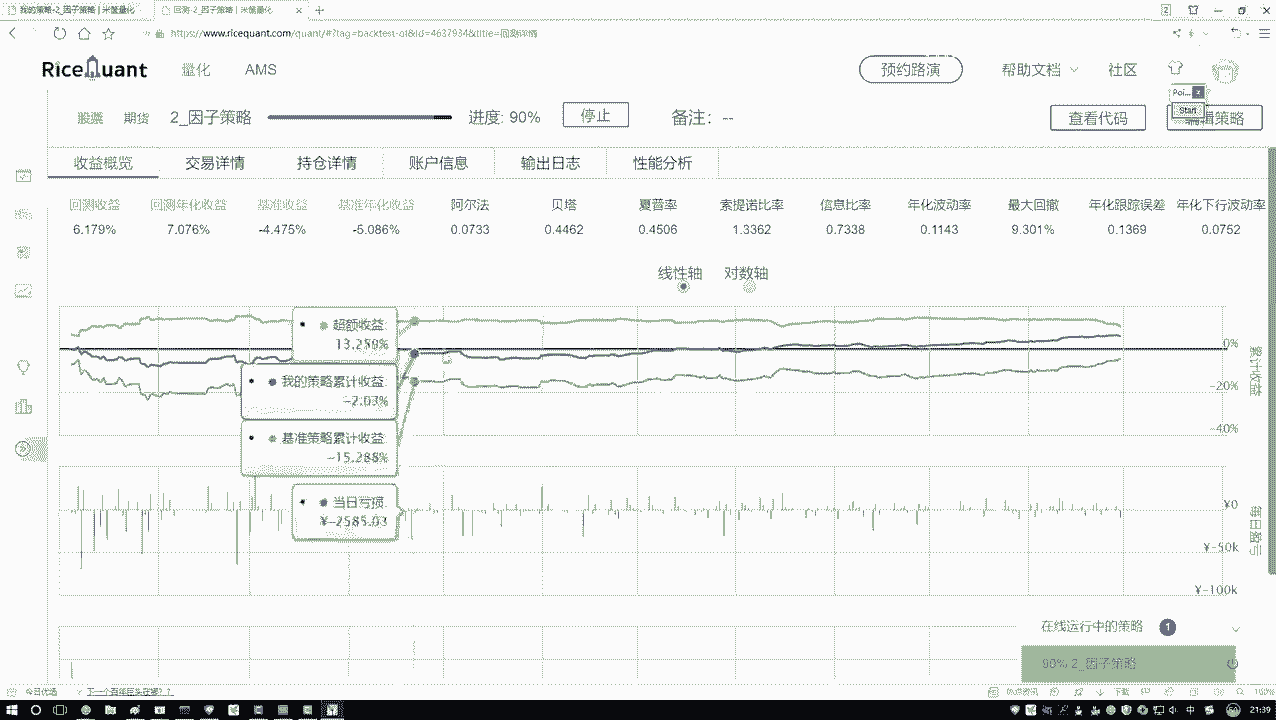 我的策略-2_因子策略 | 米筐量化
回测-2_因子策略 | 米筐量化
https://www.ricequant.com/quant/#?tag=backtest-ol&id=4637934&title=回测详情
RiceQuant
量化
AMS
预约路演
帮助文档
社区
Poi...
Start
股票
期货
2_因子策略
进度: 90%
停止
备注: --
查看代码
编辑策略
收益概览
交易详情
持仓详情
账户信息
输出日志
性能分析
回测收益 回测年化收益 基准收益 基准年化收益 阿尔法 贝塔 夏普率 索提诺比率 信息比率 年化波动率 最大回撤 年化跟踪误差 年化下行波动率
6.179% 7.076% -4.475% -5.086% 0.0733 0.4462 0.4506 1.3362 0.7338 0.1143 9.301% 0.1369 0.0752
线性轴 对数轴
超额收益:
13.259%
我的策略累计收益:
-2.03%
基准策略累计收益:
-15.288%
当日亏损:
¥-2585.03
0%
-20%
-40%
累计收益
¥0
¥-50k
¥-100k
每日盈亏
在线运行中的策略 1
90% 2_因子策略
今日优选
下载
100%
21:39